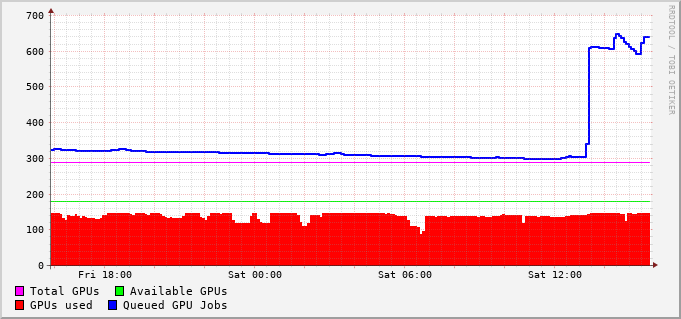 700
600
500
400
300
200
100
0
Fri 18:00 Sat 00:00 Sat 06:00 Sat 12:00
Total GPUs Available GPUs
GPUs used Queued GPU Jobs
RRDTOOL / TOBI OETIKER